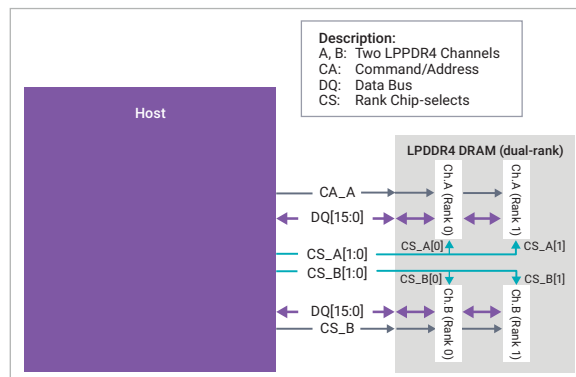 Description:
A, B: Two LPPDR4 Channels
CA: Command/Address
DQ: Data Bus
CS: Rank Chip-selects
Host
LPDDR4 DRAM (dual-rank)
Ch.A (Rank 0)
Ch.A (Rank 1)
CA_A
DQ[15:0]
CS_A[1:0]
CS_A[0]
CS_A[1]
CS_B[1:0]
CS_B[0]
CS_B[1]
DQ[15:0]
CS_B
Ch.B (Rank 0)
Ch.B (Rank 1)